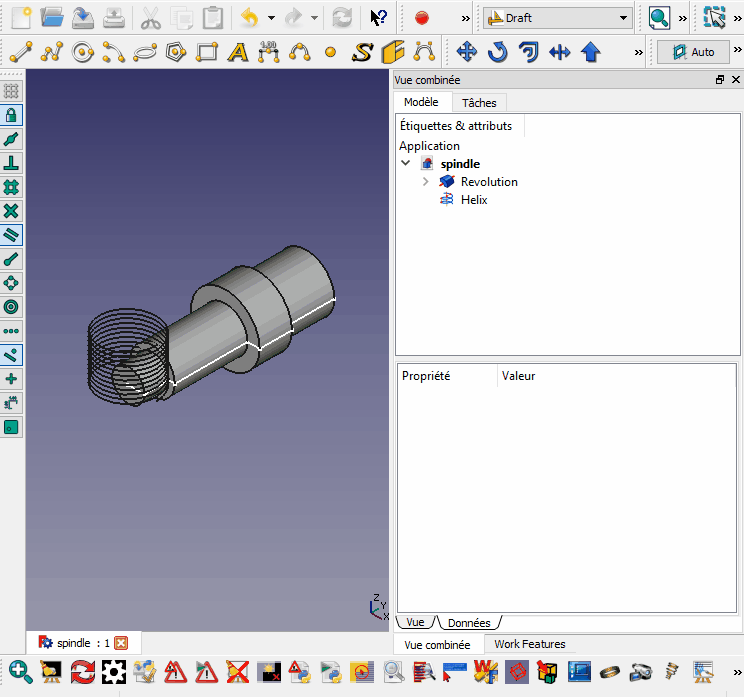 Draft
Auto
Vue combinée
Modèle
Tâches
Étiquettes & attributs
Application
spindle
Revolution
Helix
Propriété
Valeur
Z
Y
X
Vue
Données
spindle : 1
Vue combinée
Work Features